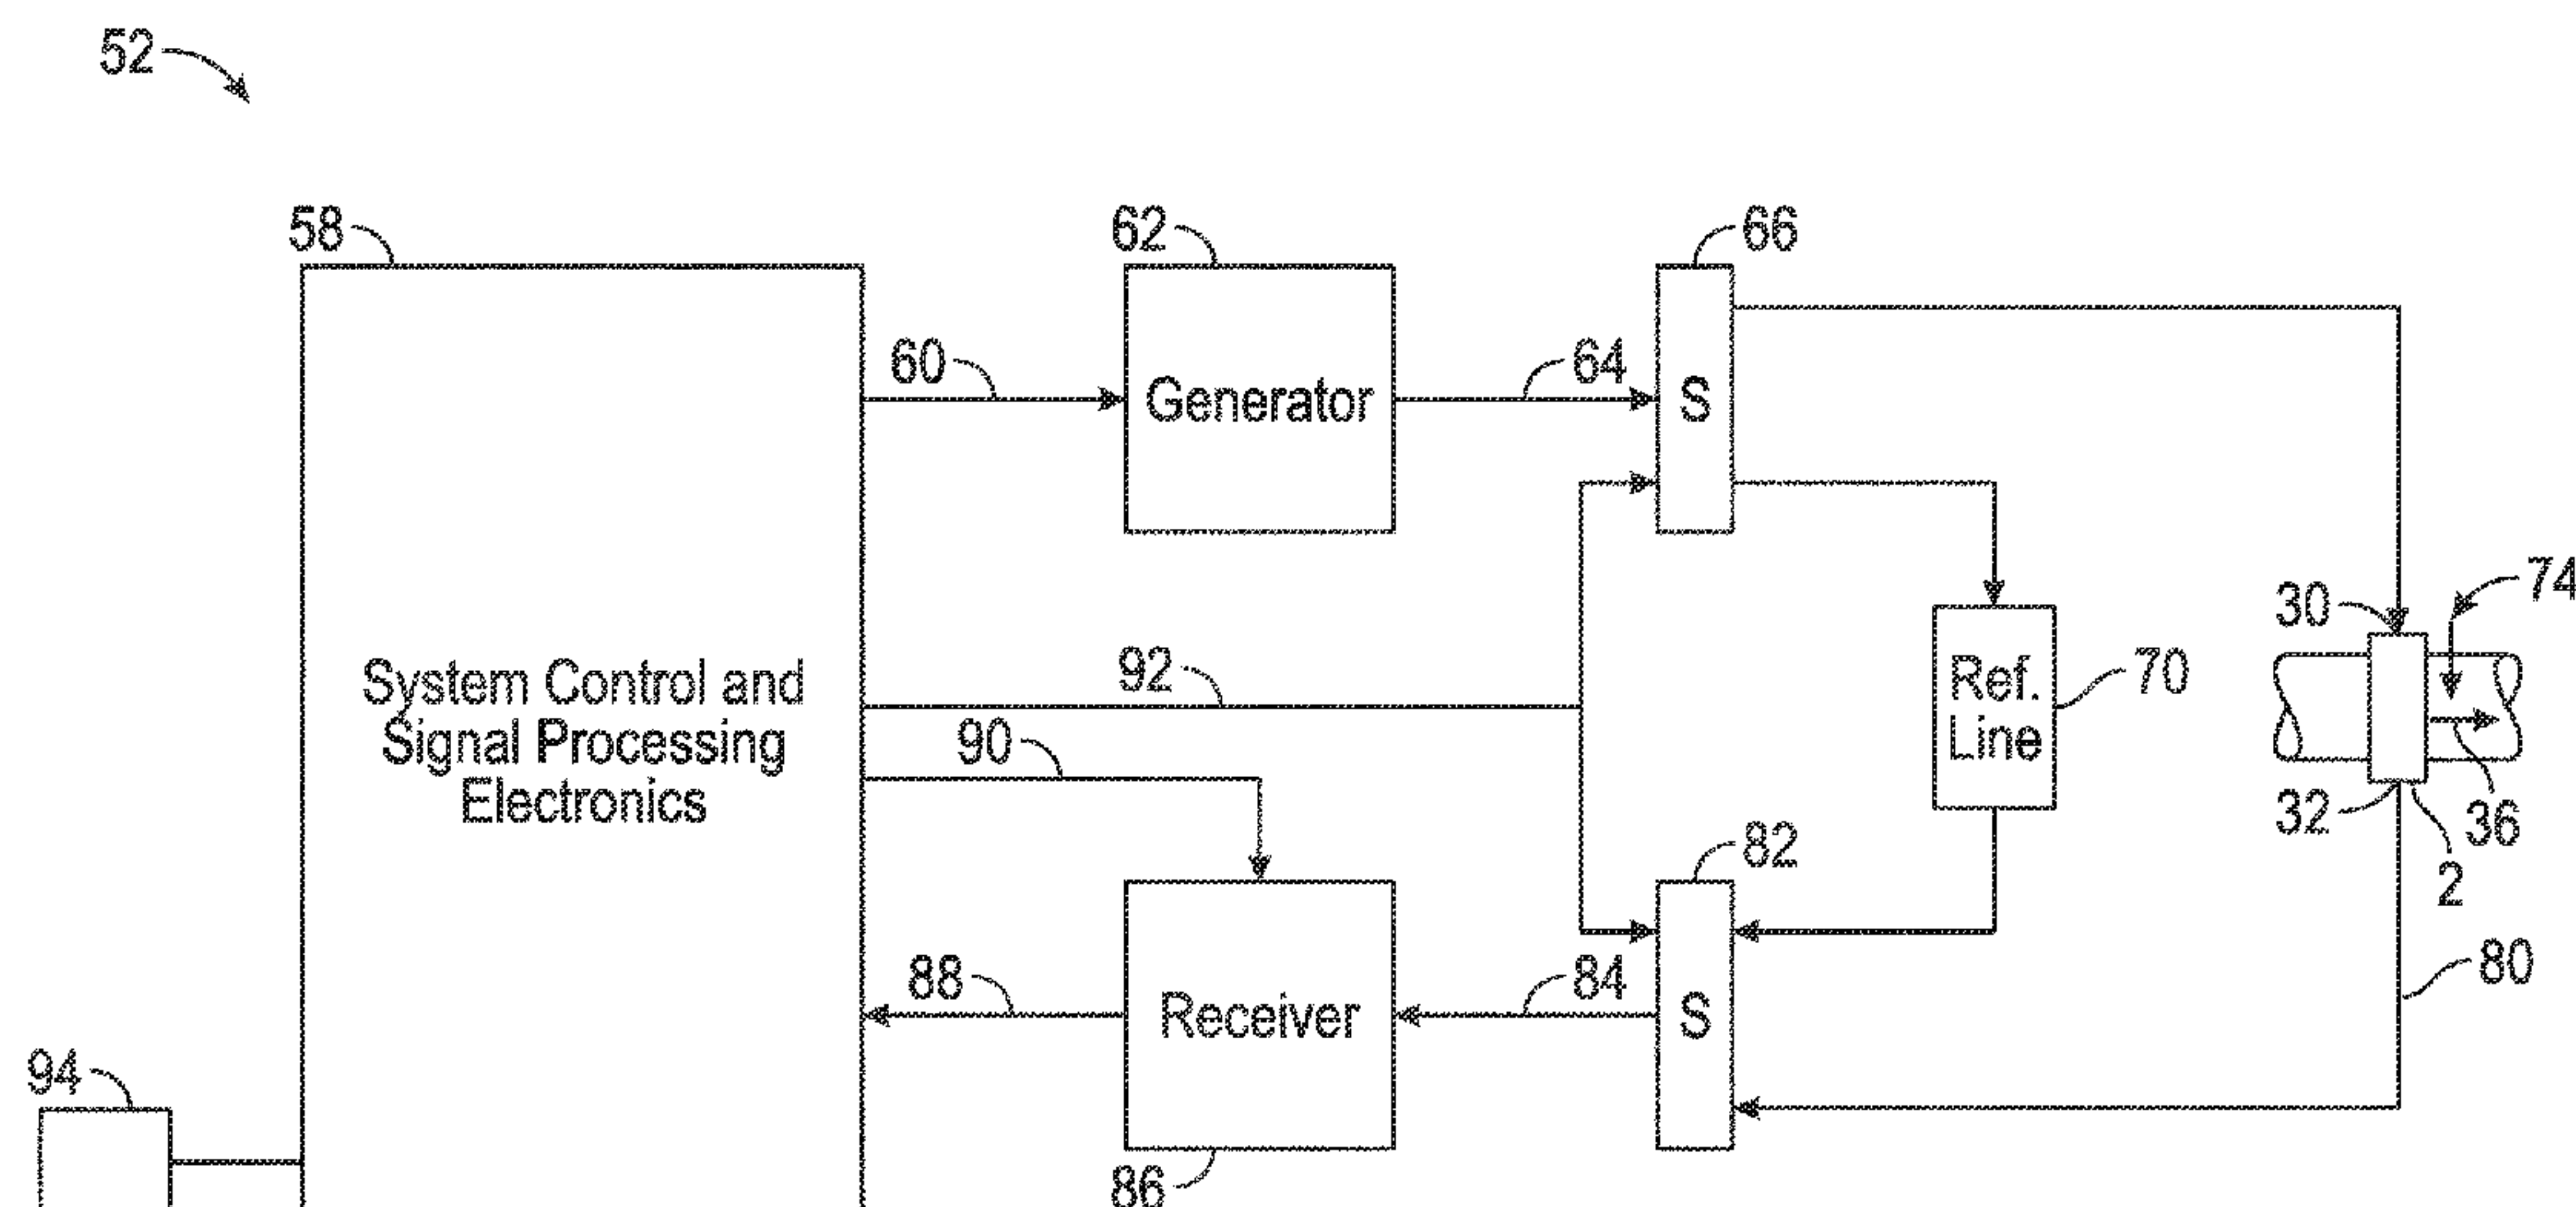 52
58
62
66
60
64
Generator
S
74
30
System Control and
Signal Processing
Electronics
92
Ref.
Line
70
90
32
36
82
2
88
84
80
Receiver
S
94
86